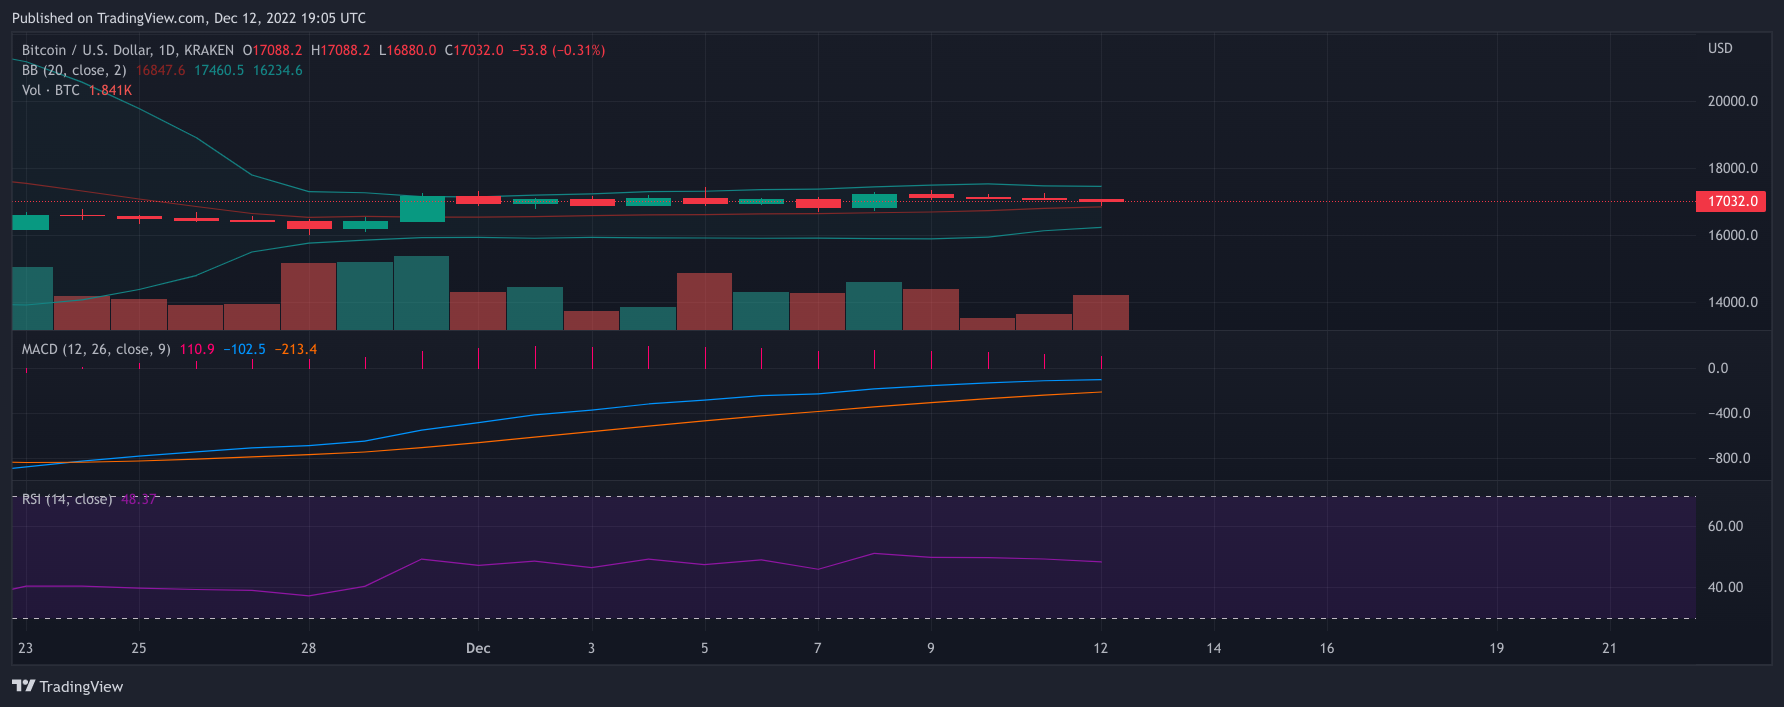 Published on TradingView.com, Dec 12, 2022 19:05 UTC
Bitcoin / U.S. Dollar, 1D, KRAKEN O17088.2 H17088.2 L16880.0 C17032.0 −53.8 (−0.31%)
USD
BB (20, close, 2) 16847.6 17460.5 16234.6
Vol · BTC 1.841K
20000.0
18000.0
17032.0
16000.0
14000.0
MACD (12, 26, close, 9) 110.9 −102.5 −213.4
0.0
−400.0
−800.0
RSI (14, close) 48.37
60.00
40.00
23 25 28 Dec 3 5 7 9 12 14 16 19 21
TradingView